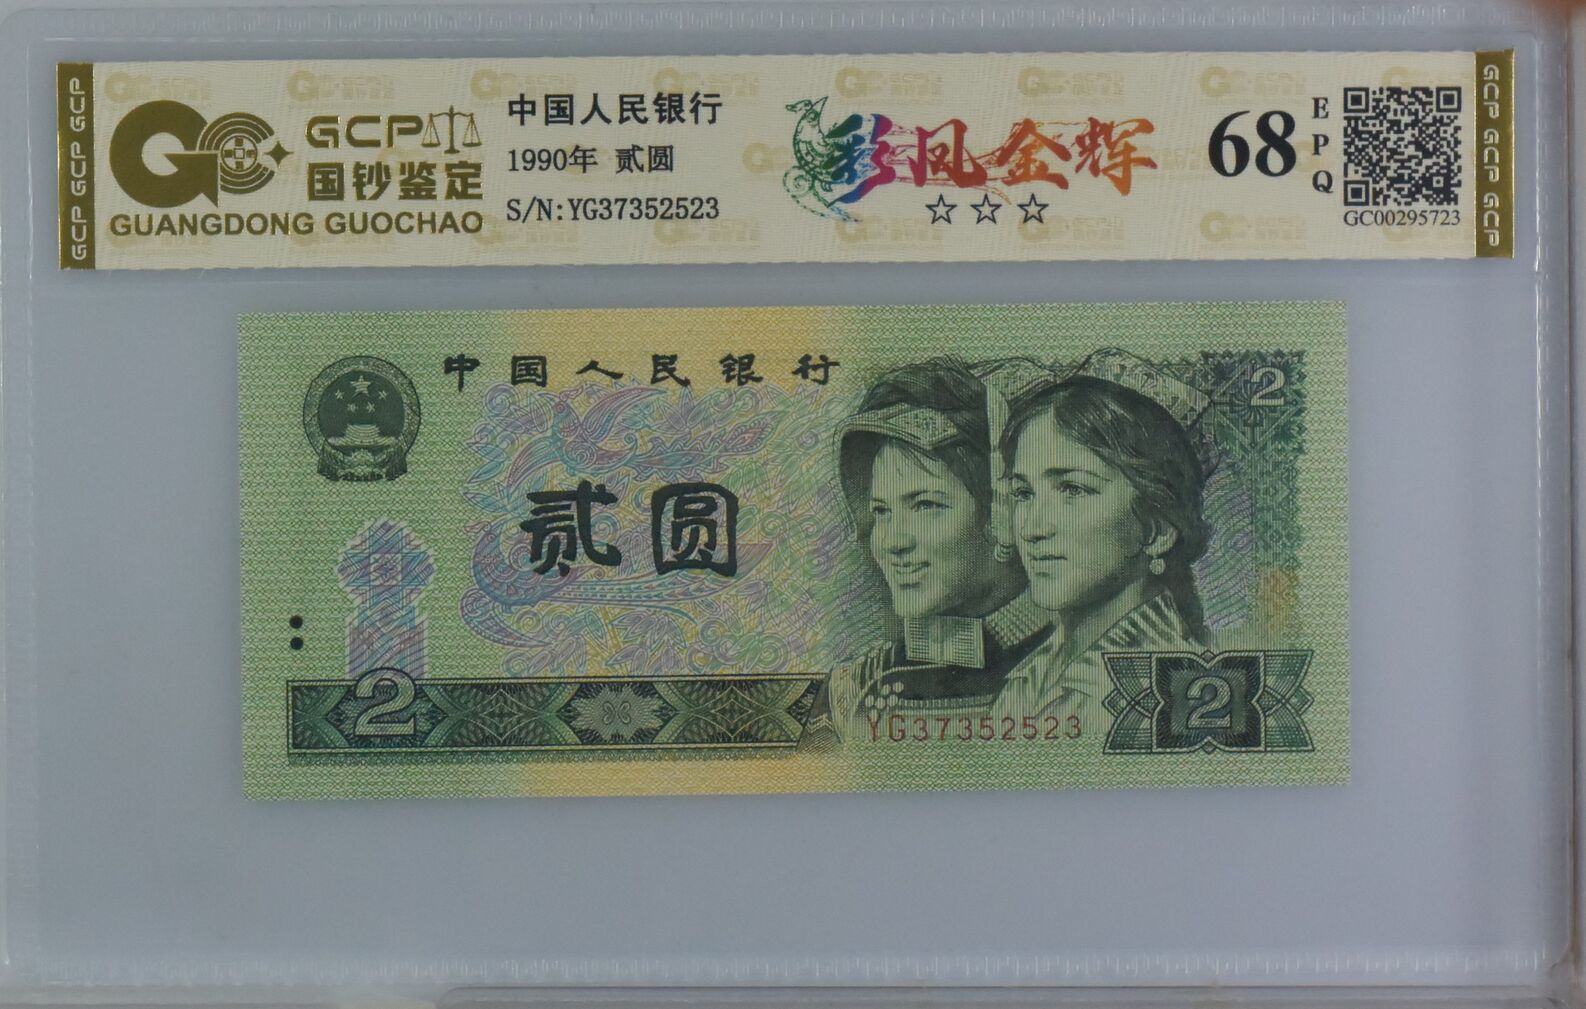 GCP GCP GCP
GCP
国钞鉴定
GUANGDONG GUOCHAO
中国人民银行
1990年 贰圆
S/N:YG37352523
彩凤金辉
☆☆☆
68
EPQ
GC00295723
GCP GCP GCP
中国人民银行
2
贰圆
2
YG37352523
2